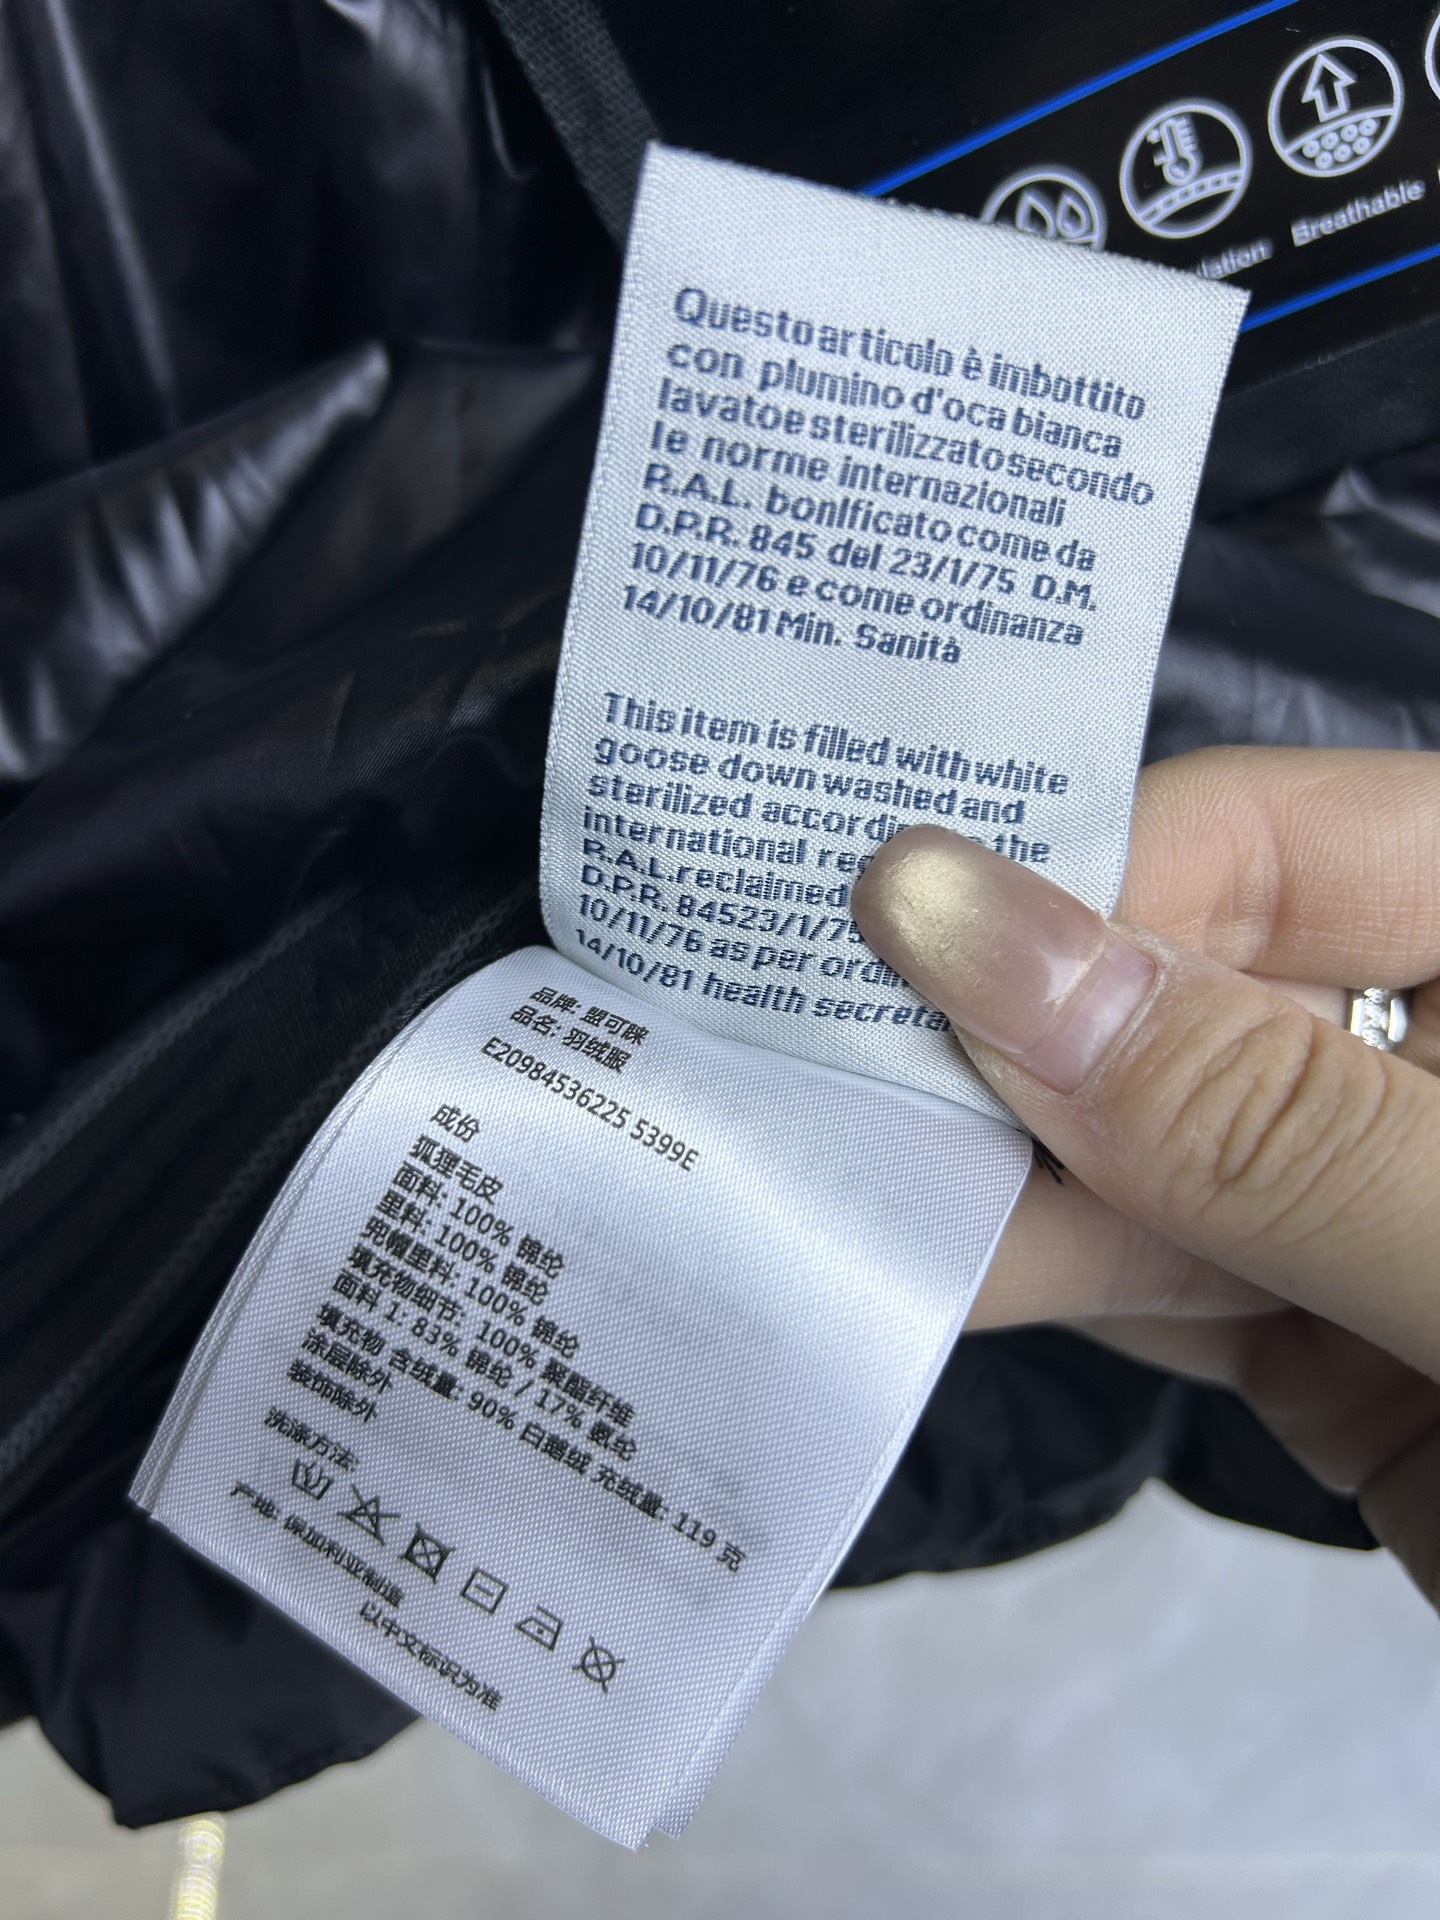 Breathable
Questo articolo è imbottito
con plumino d'oca bianca
lavato e sterilizzato secondo
le norme internazionali
R.A.L. bonlficato come da
D.P.R. 845 del 23/1/75 D.M.
10/11/76 e come ordinanza
14/10/81 Min. Sanità
This item is filled with white
goose down washed and
sterilized the
international
R.A.L. reclaimed
D.P.R. 84523/1/75
10/11/76 as per
14/10/81 health
品牌: 盟可睐
品名: 羽绒服
E20984536225 5399E
成份
狐狸毛皮
面料: 100% 锦纶
里料: 100% 锦纶
兜帽里料: 100% 锦纶
填充物细节: 100% 聚酯纤维
面料 1: 83% 锦纶 / 17% 氨纶
填充物 含绒量: 90% 白鹅绒 充绒量: 119 克
涂层除外
装饰除外
洗涤方法:
产地: 保加利亚制造
以中文标识为准